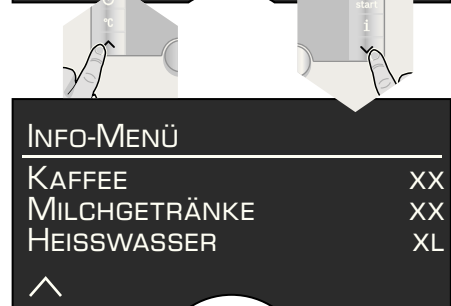 °C
start
i
INFO-MENÜ
KAFFEE XX
MILCHGETRÄNKE XX
HEISSWASSER XL